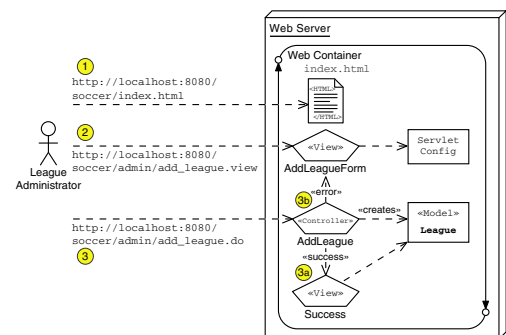 Web Server
Web Container
index.html
1
http://localhost:8080/
soccer/index.html
<HTML>
</HTML>
2
http://localhost:8080/
soccer/admin/add_league.view
«View»
AddLeagueForm
Servlet
Config
League
Administrator
«error»
3b
«Controller»
AddLeague
«creates»
«Model»
League
http://localhost:8080/
soccer/admin/add_league.do
3
«success»
3a
«View»
Success